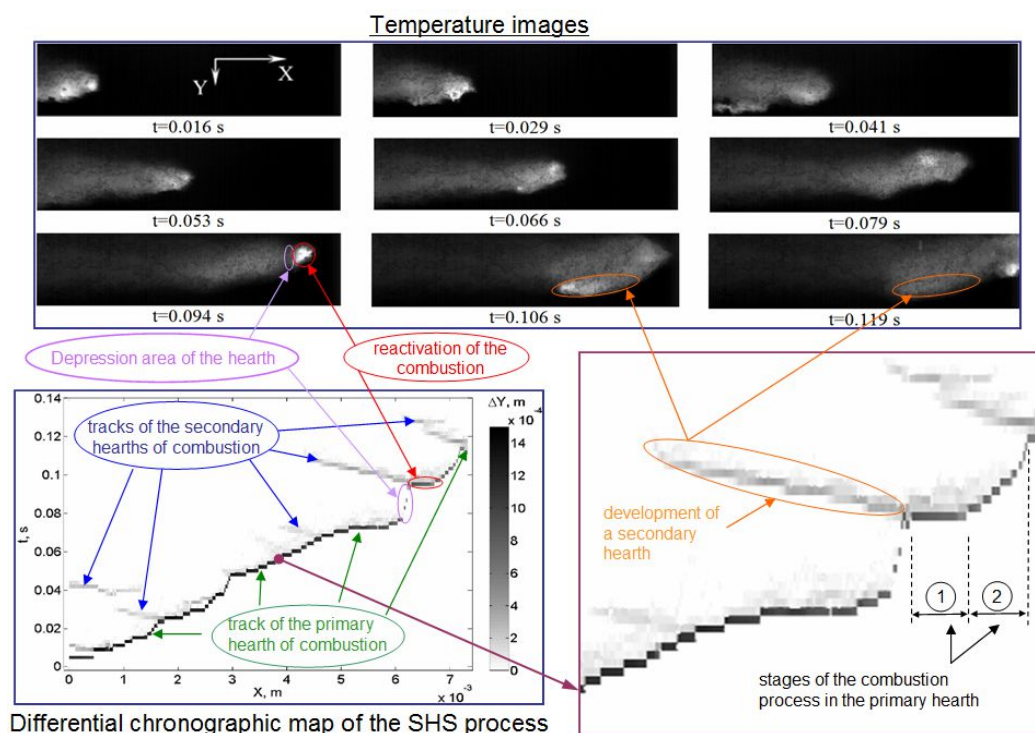 Temperature images
Y X
t=0.016 s
t=0.029 s
t=0.041 s
t=0.053 s
t=0.066 s
t=0.079 s
t=0.094 s
t=0.106 s
t=0.119 s
Depression area of the hearth
reactivation of the
combustion
0.14
0.12
0.1
0.08
0.06
0.04
0.02
0
t, s
tracks of the secondary
hearths of combustion
track of the primary
hearth of combustion
0 1 2 3 4 5 6 7
X, m
x 10⁻³
ΔY, m
x 10⁻⁴
14
12
10
8
6
4
2
0
Differential chronographic map of the SHS process
development of
a secondary
hearth
1 2
stages of the combustion
process in the primary hearth